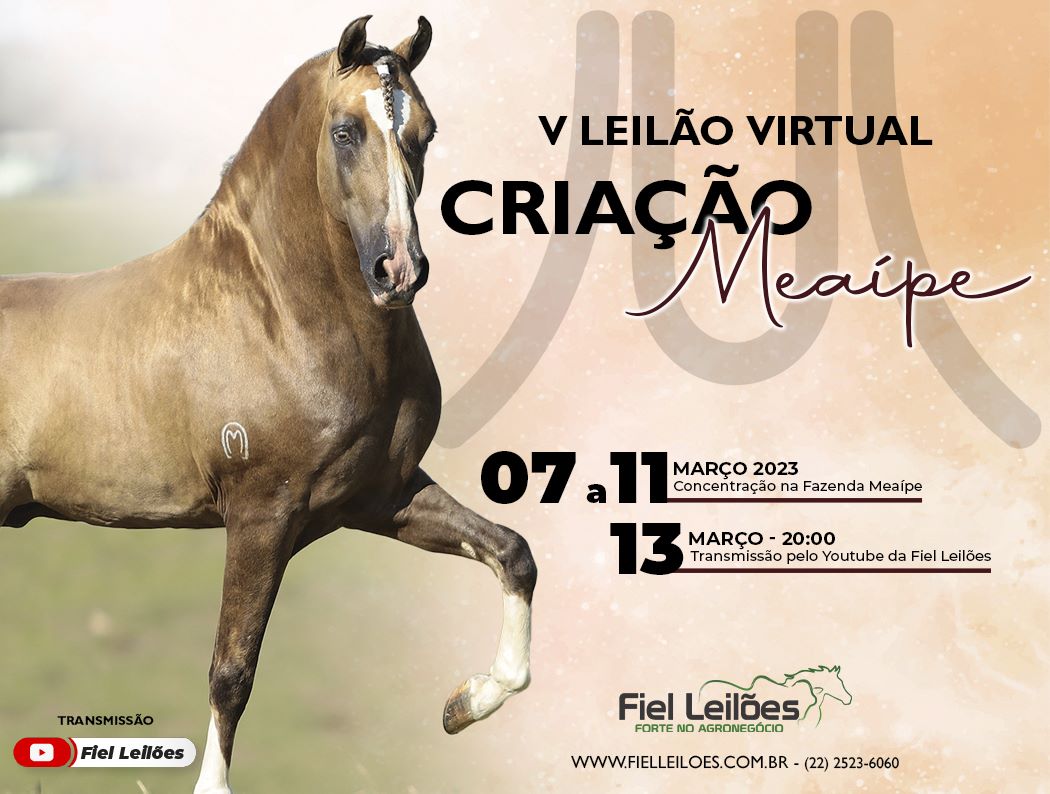 V LEILÃO VIRTUAL
CRIAÇÃO
Meaípe
07 a 11 MARÇO 2023
Concentração na Fazenda Meaípe
13 MARÇO - 20:00
Transmissão pelo Youtube da Fiel Leilões
Fiel Leilões
FORTE NO AGRONEGÓCIO
WWW.FIELLEILOES.COM.BR - (22) 2523-6060
TRANSMISSÃO
Fiel Leilões